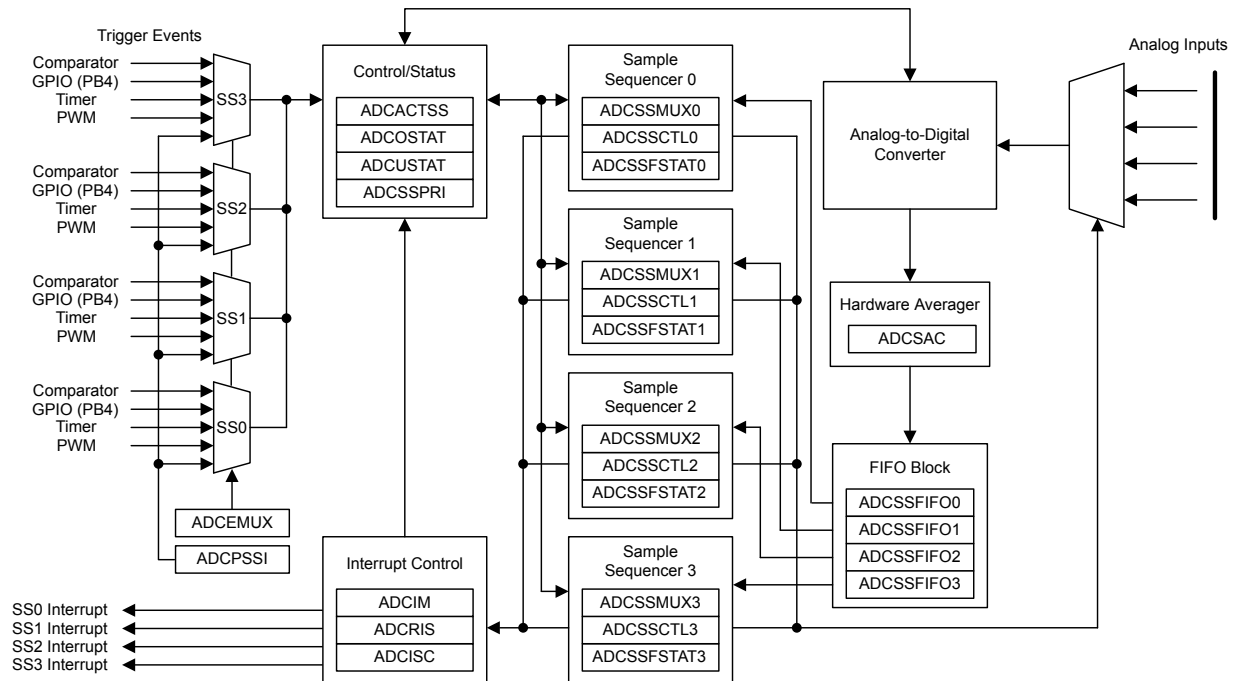 Trigger Events
Comparator
GPIO (PB4)
Timer
PWM
SS3
Comparator
GPIO (PB4)
Timer
PWM
SS2
Comparator
GPIO (PB4)
Timer
PWM
SS1
Comparator
GPIO (PB4)
Timer
PWM
SS0
ADCEMUX
ADCPSSI
SS0 Interrupt
SS1 Interrupt
SS2 Interrupt
SS3 Interrupt
Control/Status
ADCACTSS
ADCOSTAT
ADCUSTAT
ADCSSPRI
Interrupt Control
ADCIM
ADCRIS
ADCISC
Sample
Sequencer 0
ADCSSMUX0
ADCSSCTL0
ADCSSFSTAT0
Sample
Sequencer 1
ADCSSMUX1
ADCSSCTL1
ADCSSFSTAT1
Sample
Sequencer 2
ADCSSMUX2
ADCSSCTL2
ADCSSFSTAT2
Sample
Sequencer 3
ADCSSMUX3
ADCSSCTL3
ADCSSFSTAT3
Analog-to-Digital
Converter
Hardware Averager
ADCSAC
FIFO Block
ADCSSFIFO0
ADCSSFIFO1
ADCSSFIFO2
ADCSSFIFO3
Analog Inputs